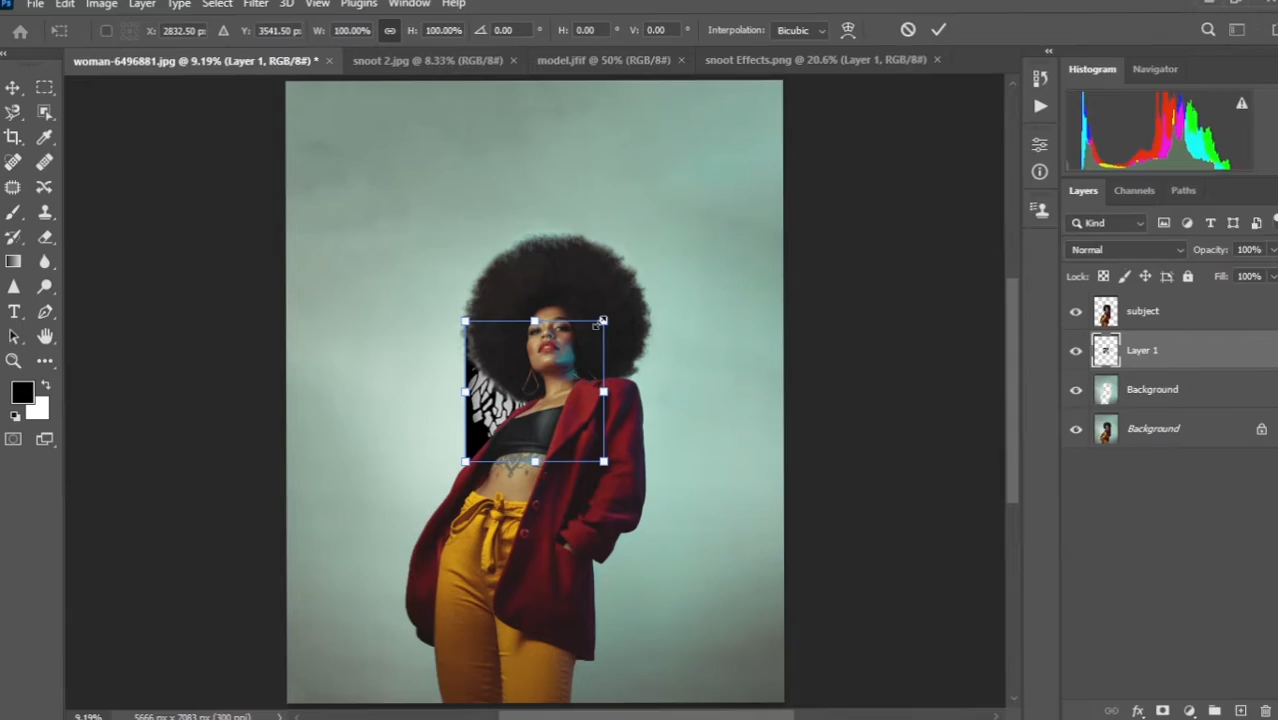 Ps File Edit Image Layer Type Select Filter 3D View Plugins Window Help
X: 2832.50 px Y: 3541.50 px W: 100.00% H: 100.00% 0.00 ° H: 0.00 ° V: 0.00 ° Interpolation: Bicubic
woman-6496881.jpg @ 9.19% (Layer 1, RGB/8#) * × snoot 2.jpg @ 8.33% (RGB/8#) × model.jfif @ 50% (RGB/8#) × snoot Effects.png @ 20.6% (Layer 1, RGB/8#) ×
Histogram Navigator
Layers Channels Paths
Kind
Normal Opacity: 100%
Lock: Fill: 100%
subject
Layer 1
Background
Background
9.19% 5666 px x 7083 px (300 ppi)